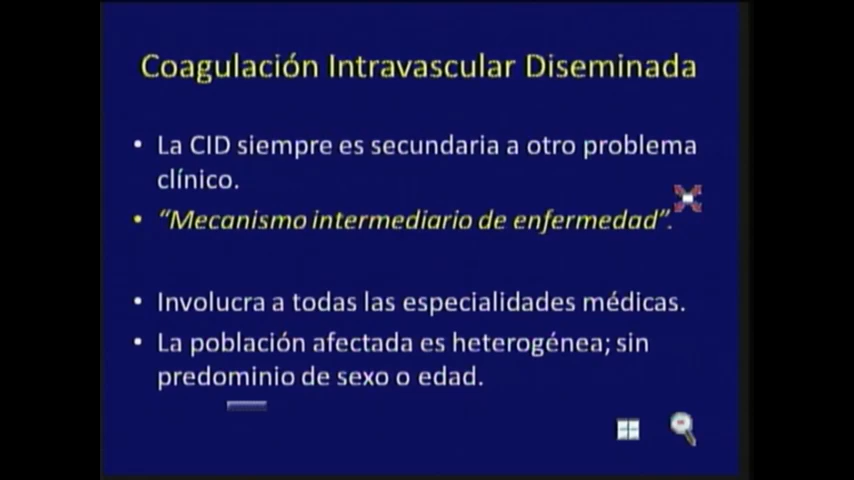 Coagulación Intravascular Diseminada
• La CID siempre es secundaria a otro problema
clínico.
• “Mecanismo intermediario de enfermedad”.
• Involucra a todas las especialidades médicas.
• La población afectada es heterogénea; sin
predominio de sexo o edad.